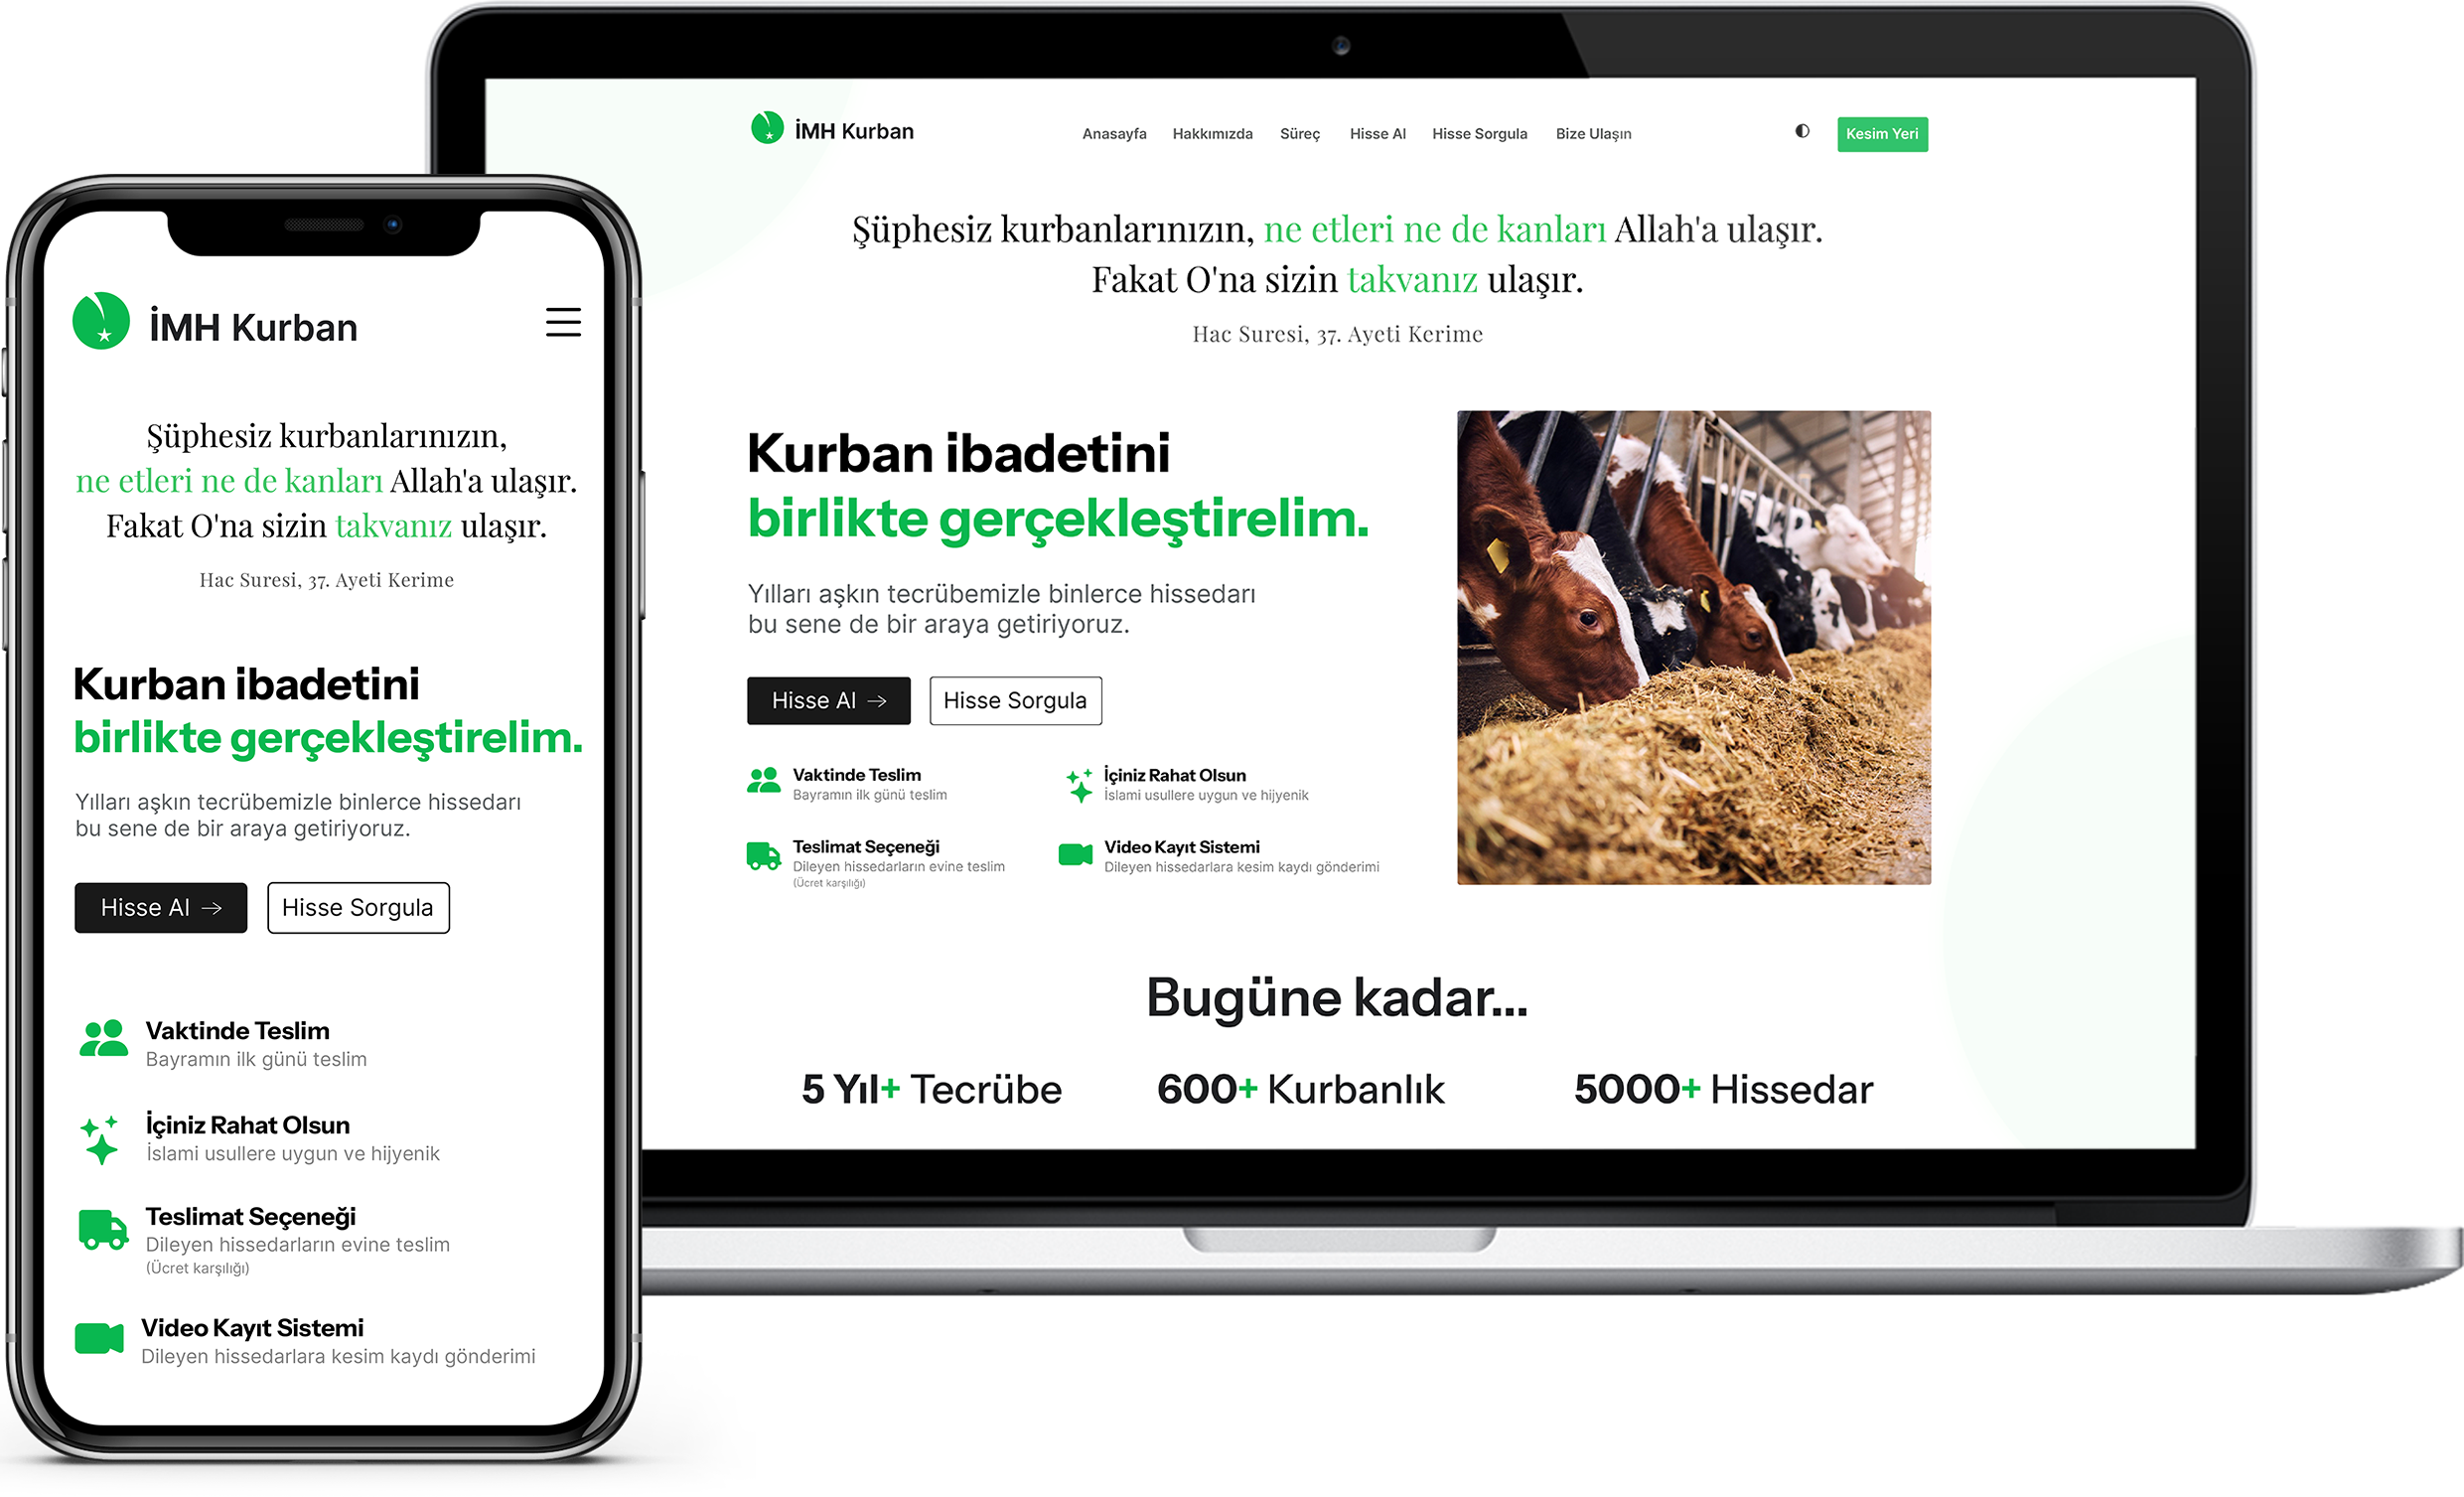 İMH Kurban
Şüphesiz kurbanlarınızın,
ne etleri ne de kanları Allah'a ulaşır.
Fakat O'na sizin takvanız ulaşır.
Hac Suresi, 37. Ayeti Kerime
Kurban ibadetini
birlikte gerçekleştirelim.
Yılları aşkın tecrübemizle binlerce hissedarı
bu sene de bir araya getiriyoruz.
Hisse Al →
Hisse Sorgula
Vaktinde Teslim
Bayramın ilk günü teslim
İçiniz Rahat Olsun
İslami usullere uygun ve hijyenik
Teslimat Seçeneği
Dileyen hissedarların evine teslim
(Ücret karşılığı)
Video Kayıt Sistemi
Dileyen hissedarlara kesim kaydı gönderimi
İMH Kurban
Anasayfa
Hakkımızda
Süreç
Hisse Al
Hisse Sorgula
Bize Ulaşın
Kesim Yeri
Şüphesiz kurbanlarınızın, ne etleri ne de kanları Allah'a ulaşır.
Fakat O'na sizin takvanız ulaşır.
Hac Suresi, 37. Ayeti Kerime
Kurban ibadetini
birlikte gerçekleştirelim.
Yılları aşkın tecrübemizle binlerce hissedarı
bu sene de bir araya getiriyoruz.
Hisse Al →
Hisse Sorgula
Vaktinde Teslim
Bayramın ilk günü teslim
İçiniz Rahat Olsun
İslami usullere uygun ve hijyenik
Teslimat Seçeneği
Dileyen hissedarların evine teslim
(Ücret karşılığı)
Video Kayıt Sistemi
Dileyen hissedarlara kesim kaydı gönderimi
Bugüne kadar...
5 Yıl+ Tecrübe
600+ Kurbanlık
5000+ Hissedar